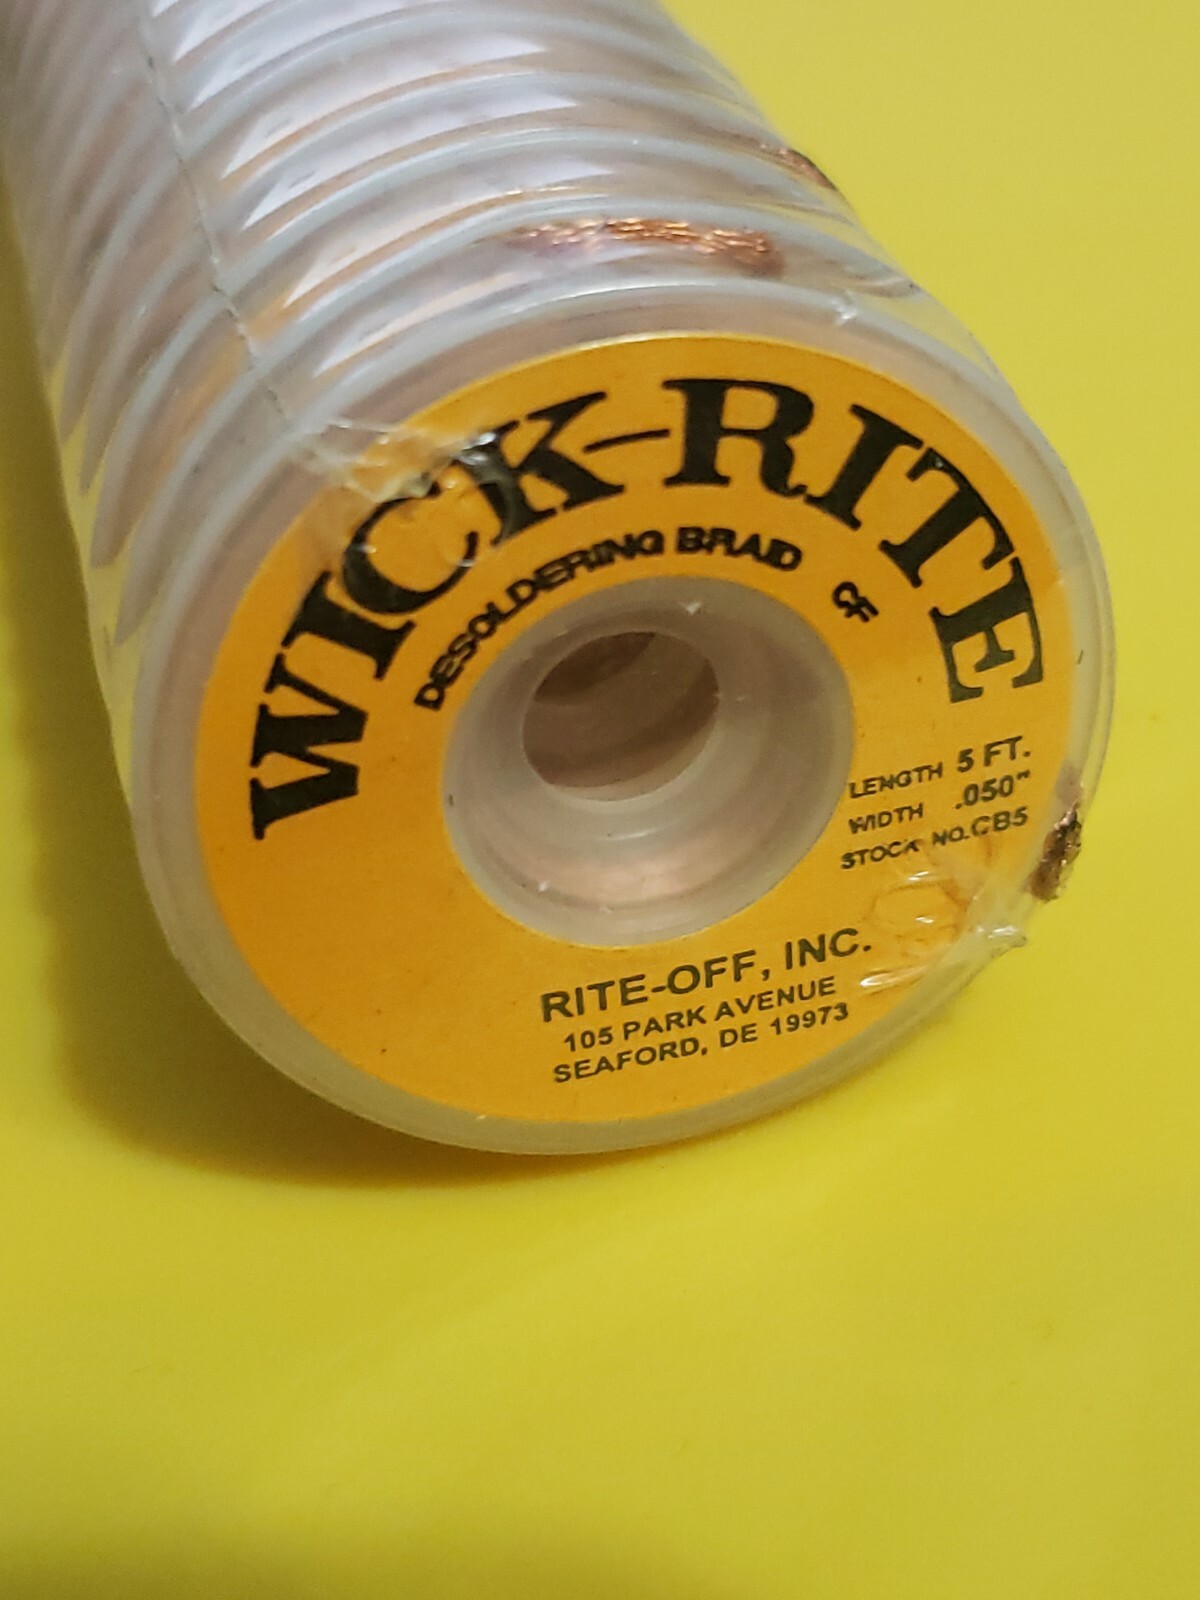 WICK-RITE
DESOLDERING BRAID CF
LENGTH 5 FT.
WIDTH .050"
STOCK NO. CB5
RITE-OFF, INC.
105 PARK AVENUE
SEAFORD, DE 19973